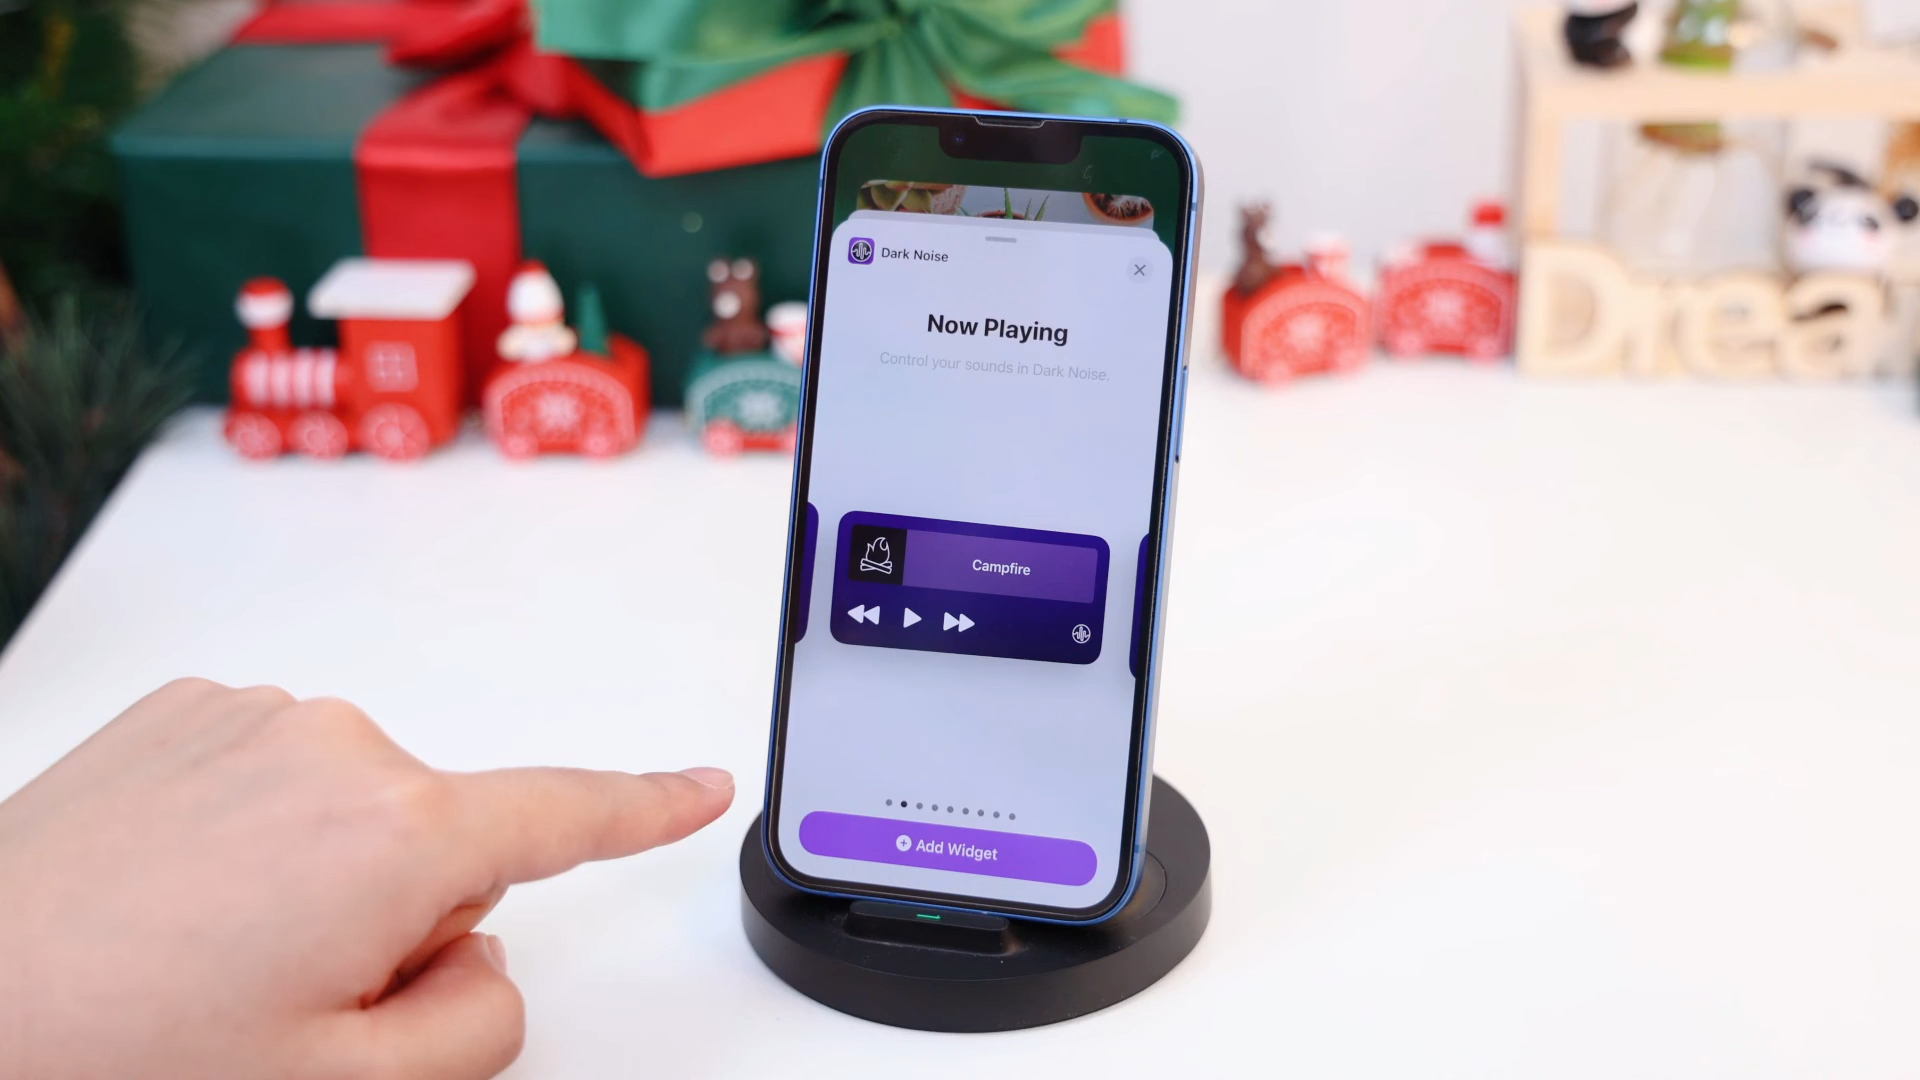 Dark Noise
Now Playing
Control your sounds in Dark Noise.
Campfire
Add Widget
Drea